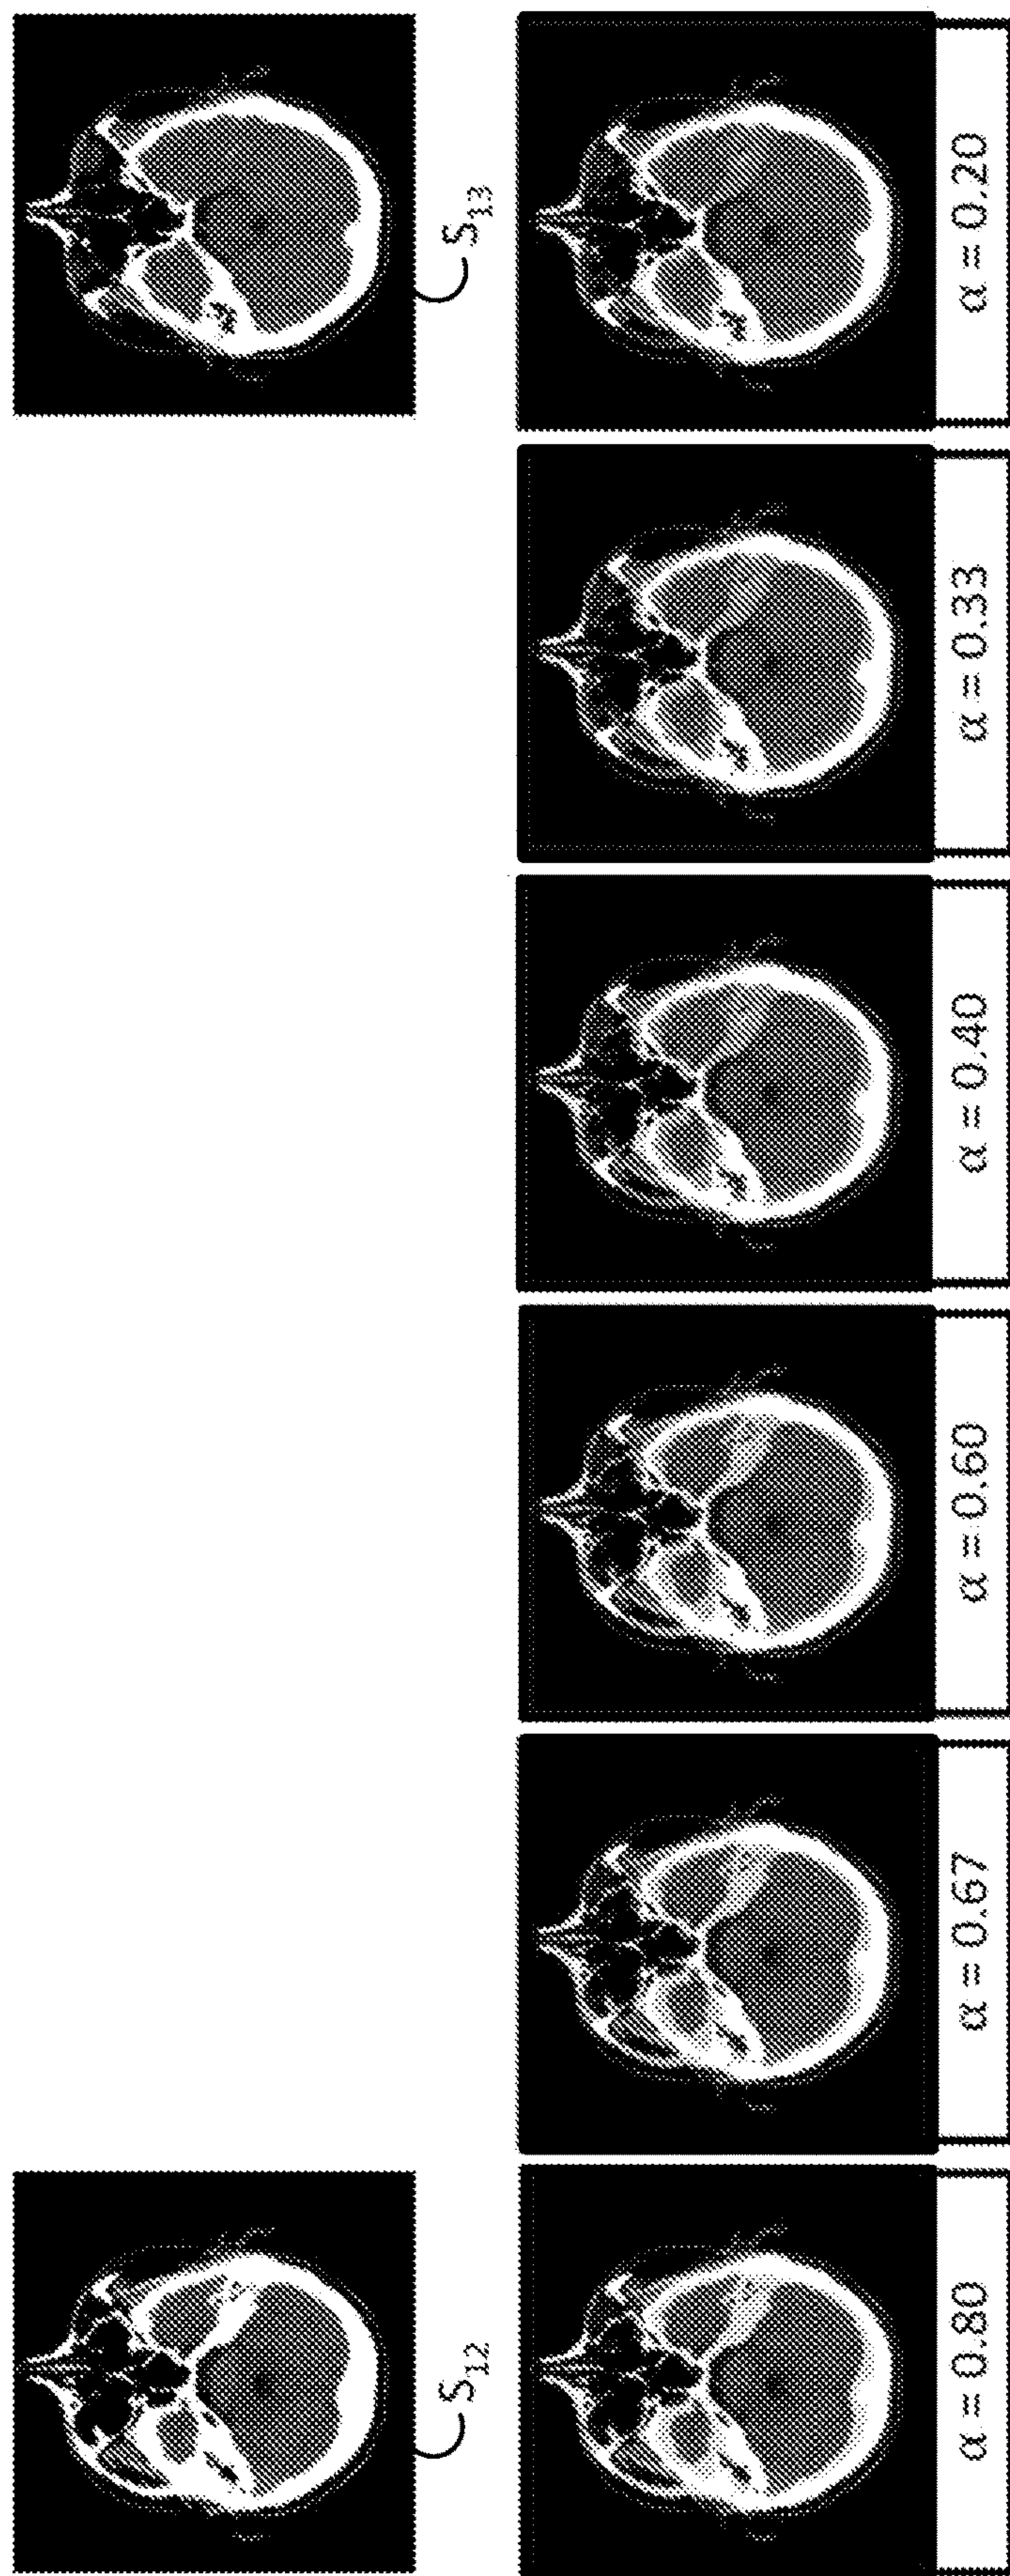 S12
S13
α = 0.80
α = 0.67
α = 0.60
α = 0.40
α = 0.33
α = 0.20